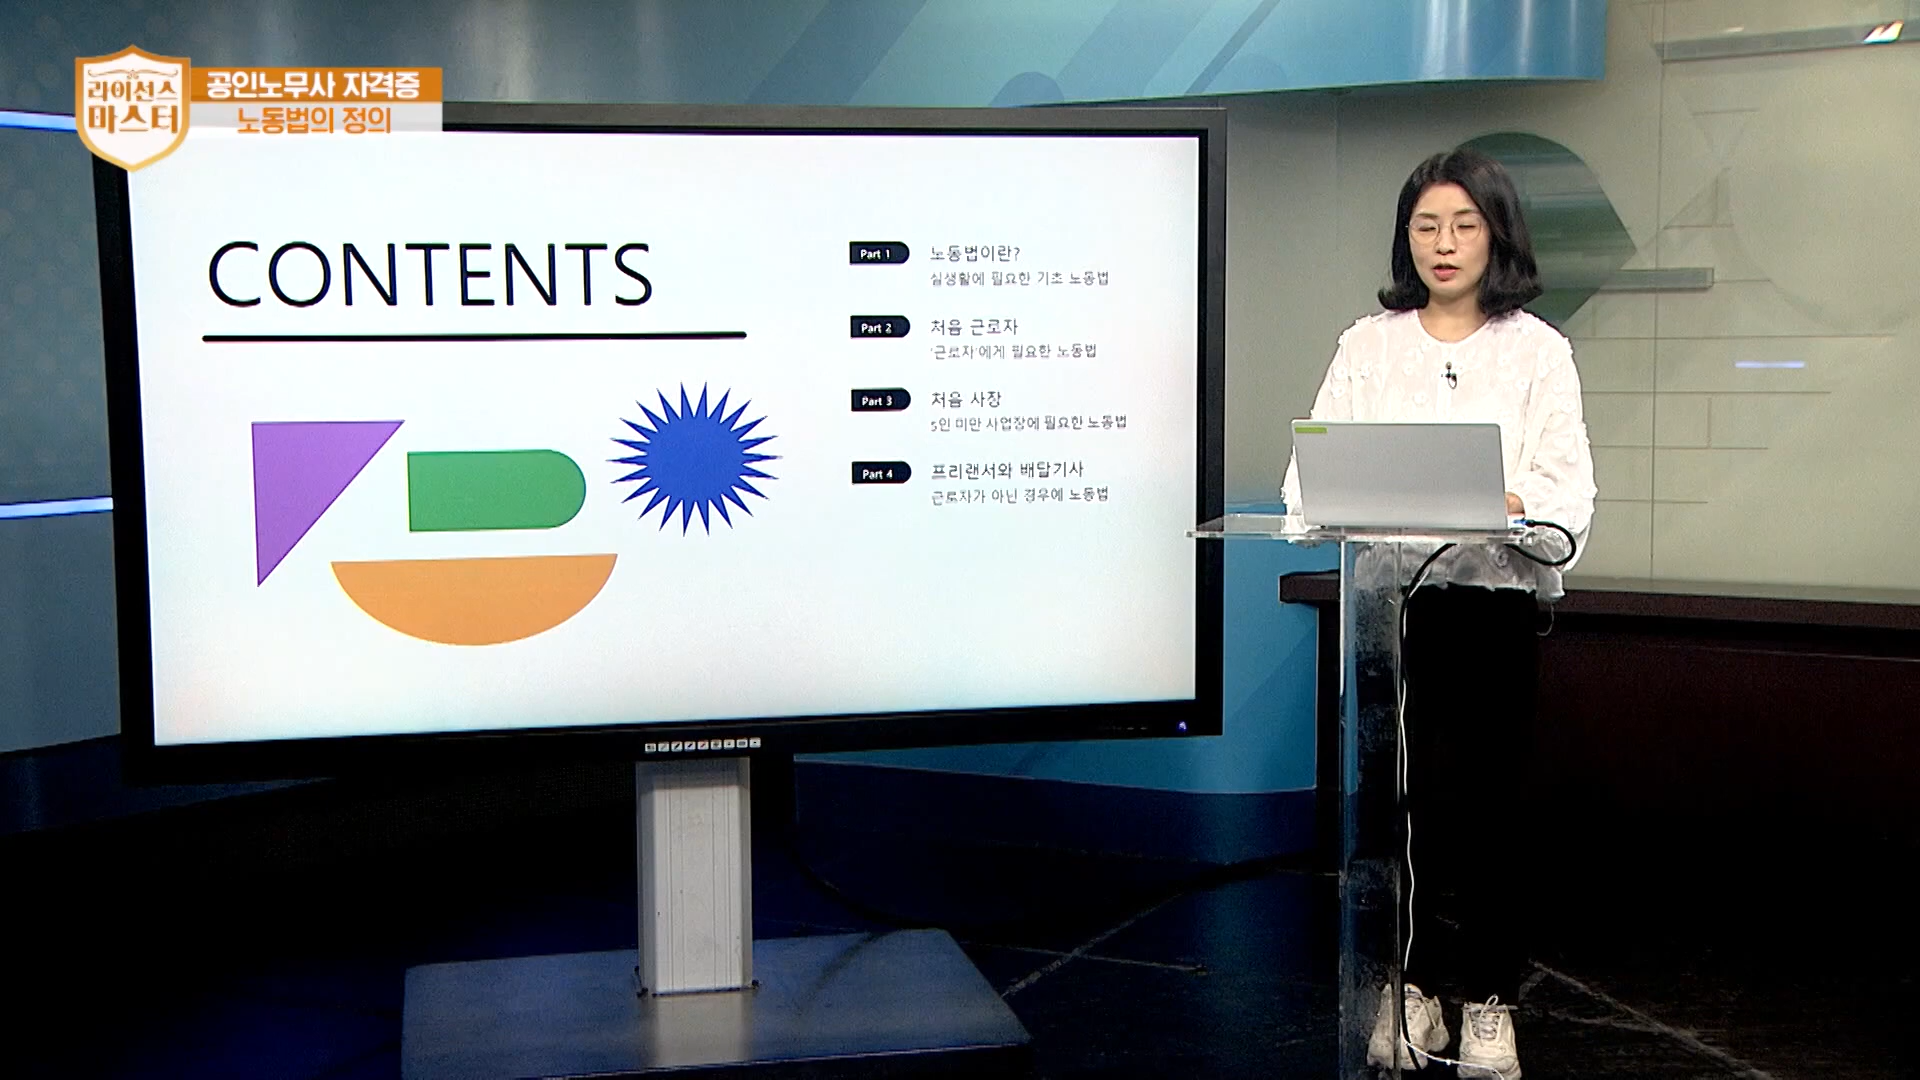 라이선스
마스터
공인노무사 자격증
노동법의 정의
CONTENTS
Part 1
노동법이란?
실생활에 필요한 기초 노동법
Part 2
처음 근로자
'근로자'에게 필요한 노동법
Part 3
처음 사장
5인 미만 사업장에 필요한 노동법
Part 4
프리랜서와 배달기사
근로자가 아닌 경우에 노동법